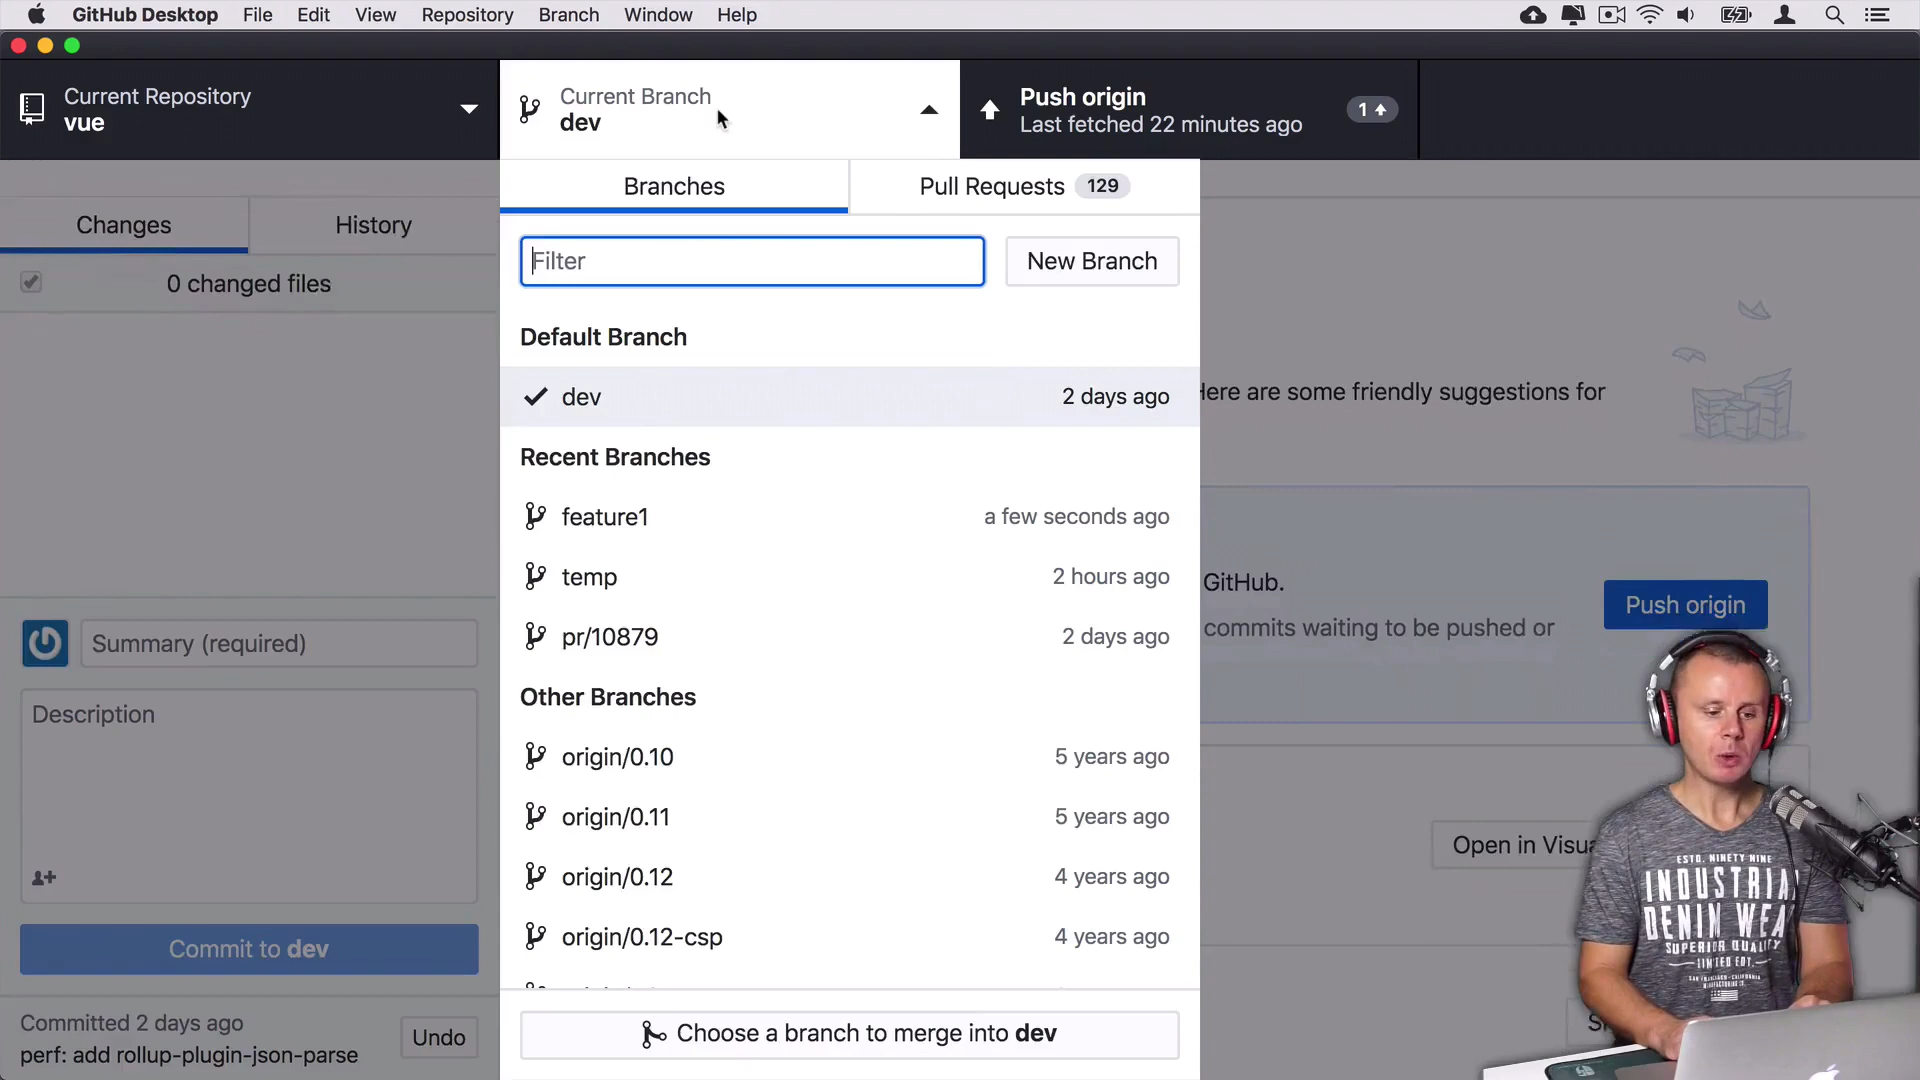 GitHub Desktop File Edit View Repository Branch Window Help
Current Repository
vue
Current Branch
dev
Push origin
Last fetched 22 minutes ago
1
Branches
Pull Requests 129
Changes
History
Filter
New Branch
0 changed files
Default Branch
dev 2 days ago
Here are some friendly suggestions for
Recent Branches
feature1 a few seconds ago
temp 2 hours ago
GitHub.
Push origin
commits waiting to be pushed or
pr/10879 2 days ago
Summary (required)
Description
Other Branches
origin/0.10 5 years ago
origin/0.11 5 years ago
Open in Visua
origin/0.12 4 years ago
origin/0.12-csp 4 years ago
Commit to dev
Committed 2 days ago
perf: add rollup-plugin-json-parse
Undo
Choose a branch to merge into dev
ESTD. NINETY NINE
INDUSTRIAL
DENIM WEA
SUPERIOR QUALITY
LIMITED EDT.